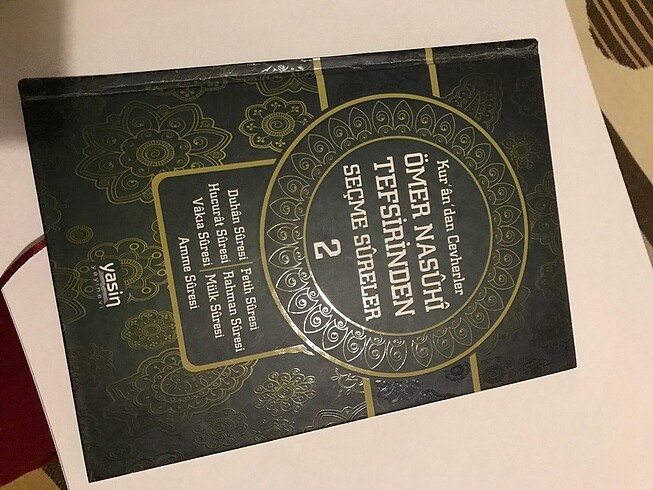 Kur'ân'dan Cevherler
ÖMER NASÛHÎ
TEFSİRİNDEN
SEÇME SÛRELER
2
Duhân Sûresi | Fetih Sûresi
Hucurât Sûresi | Rahman Sûresi
Vâkıa Sûresi | Mülk Sûresi
Amme Sûresi
yasin
yayınevi